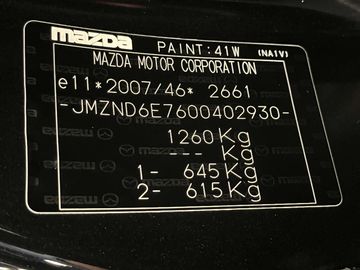 mazda PAINT:41W (NA1V)
MAZDA MOTOR CORPORATION
e11*2007/46* 2661
-JMZND6E7600402930-
1260Kg
--- Kg
1- 645Kg
2- 615Kg